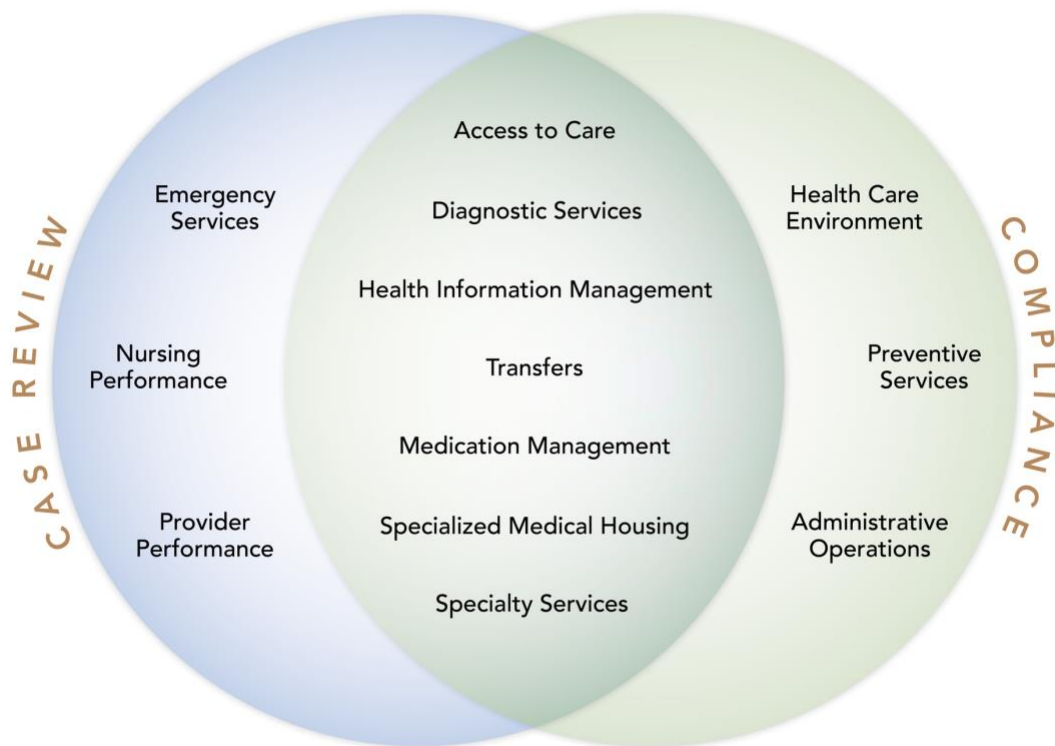 CASE REVIEW
Emergency
Services
Nursing
Performance
Provider
Performance
Access to Care
Diagnostic Services
Health Information Management
Transfers
Medication Management
Specialized Medical Housing
Specialty Services
Health Care
Environment
Preventive
Services
Administrative
Operations
COMPLIANCE